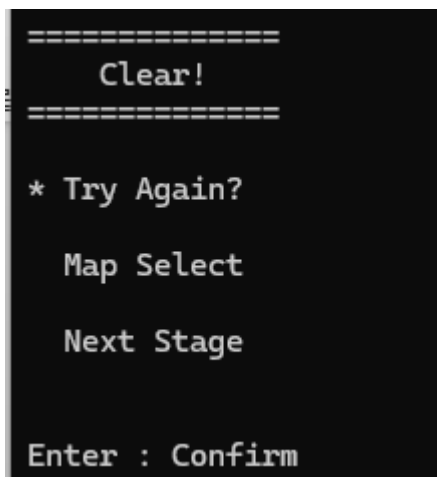 ==============
Clear!
==============
* Try Again?
Map Select
Next Stage
Enter : Confirm